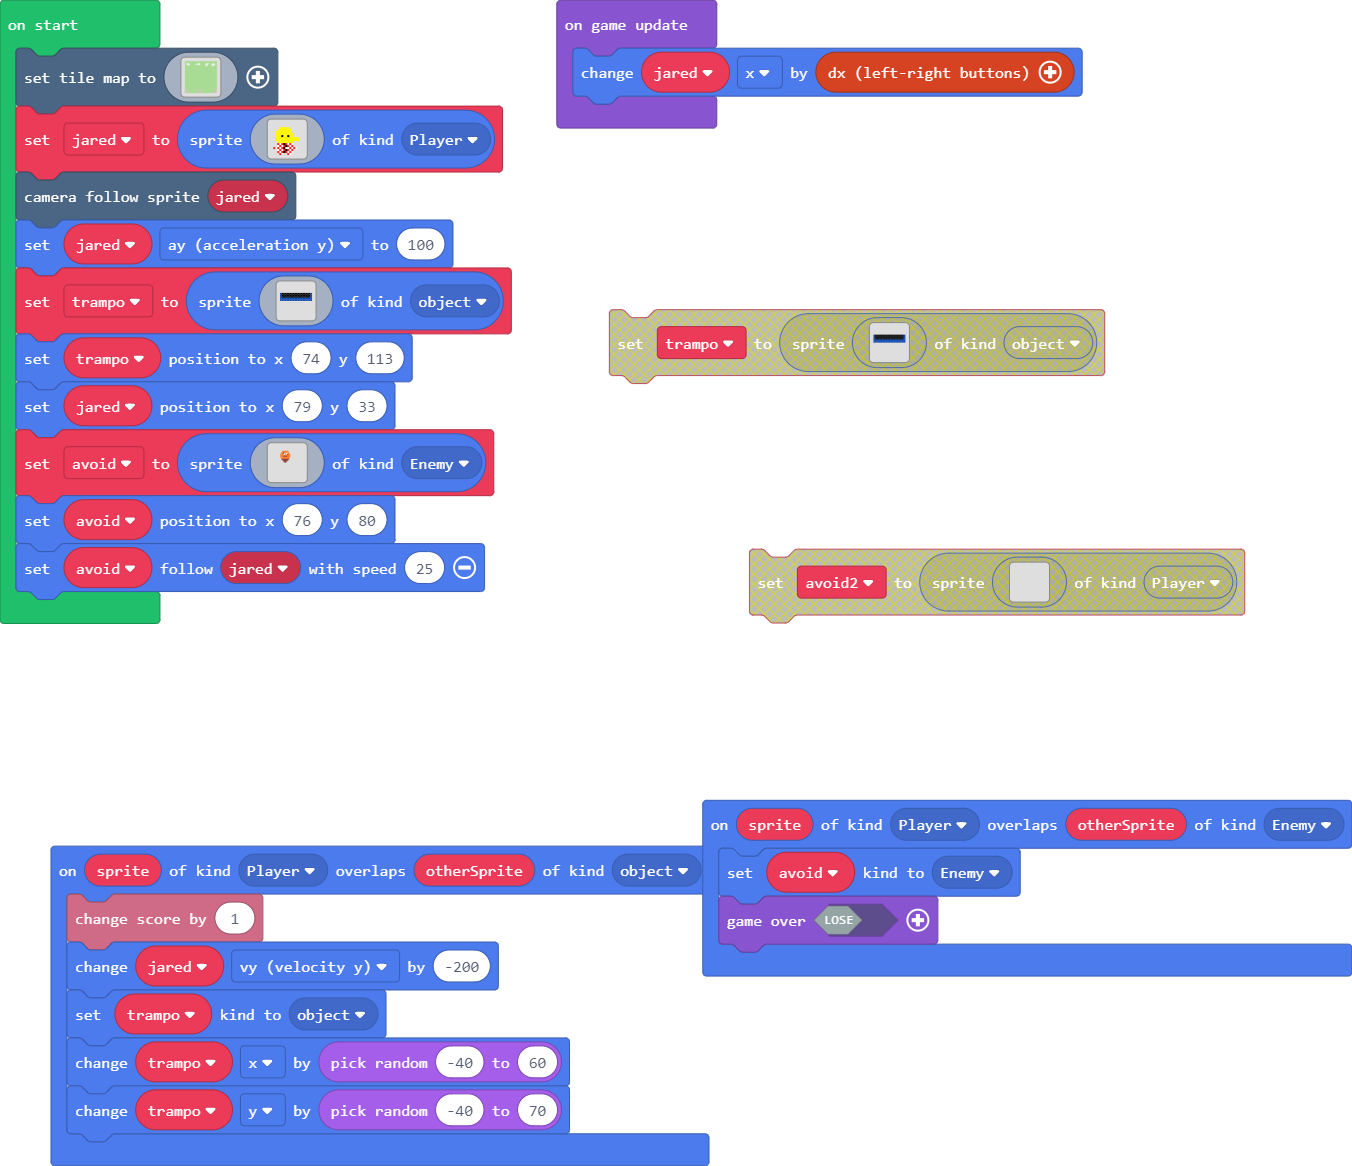 on start
set tile map to
set jared to sprite of kind Player
camera follow sprite jared
set jared ay (acceleration y) to 100
set trampo to sprite of kind object
set trampo position to x 74 y 113
set jared position to x 79 y 33
set avoid to sprite of kind Enemy
set avoid position to x 76 y 80
set avoid follow jared with speed 25
on game update
change jared x by dx (left-right buttons)
set trampo to sprite of kind object
set avoid2 to sprite of kind Player
on sprite of kind Player overlaps otherSprite of kind object
change score by 1
change jared vy (velocity y) by -200
set trampo kind to object
change trampo x by pick random -40 to 60
change trampo y by pick random -40 to 70
on sprite of kind Player overlaps otherSprite of kind Enemy
set avoid kind to Enemy
game over LOSE